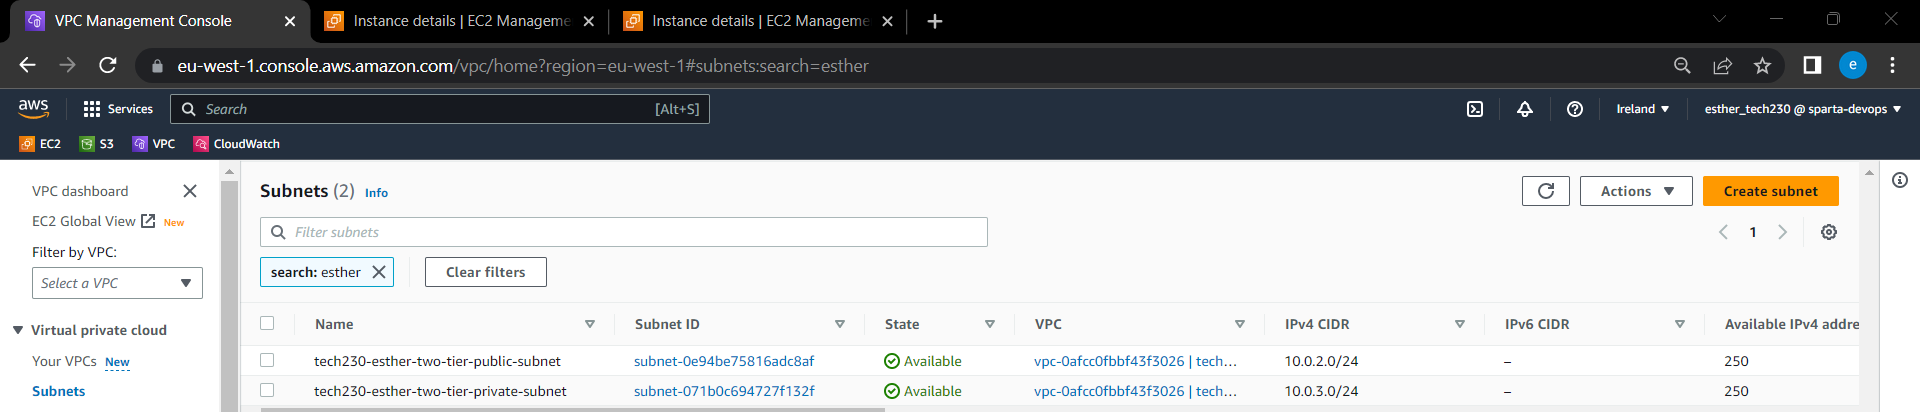 VPC Management Console
Instance details | EC2 Manageme
Instance details | EC2 Manageme
eu-west-1.console.aws.amazon.com/vpc/home?region=eu-west-1#subnets:search=esther
e
aws
Services
Search
[Alt+S]
Ireland
esther_tech230 @ sparta-devops
EC2
S3
VPC
CloudWatch
VPC dashboard
EC2 Global View New
Filter by VPC:
Select a VPC
Virtual private cloud
Your VPCs New
Subnets
Subnets (2) Info
Actions
Create subnet
Filter subnets
1
search: esther
Clear filters
Name Subnet ID State VPC IPv4 CIDR IPv6 CIDR Available IPv4 addre
tech230-esther-two-tier-public-subnet subnet-0e94be75816adc8af Available vpc-0afcc0fbbf43f3026 | tech... 10.0.2.0/24 – 250
tech230-esther-two-tier-private-subnet subnet-071b0c694727f132f Available vpc-0afcc0fbbf43f3026 | tech... 10.0.3.0/24 – 250